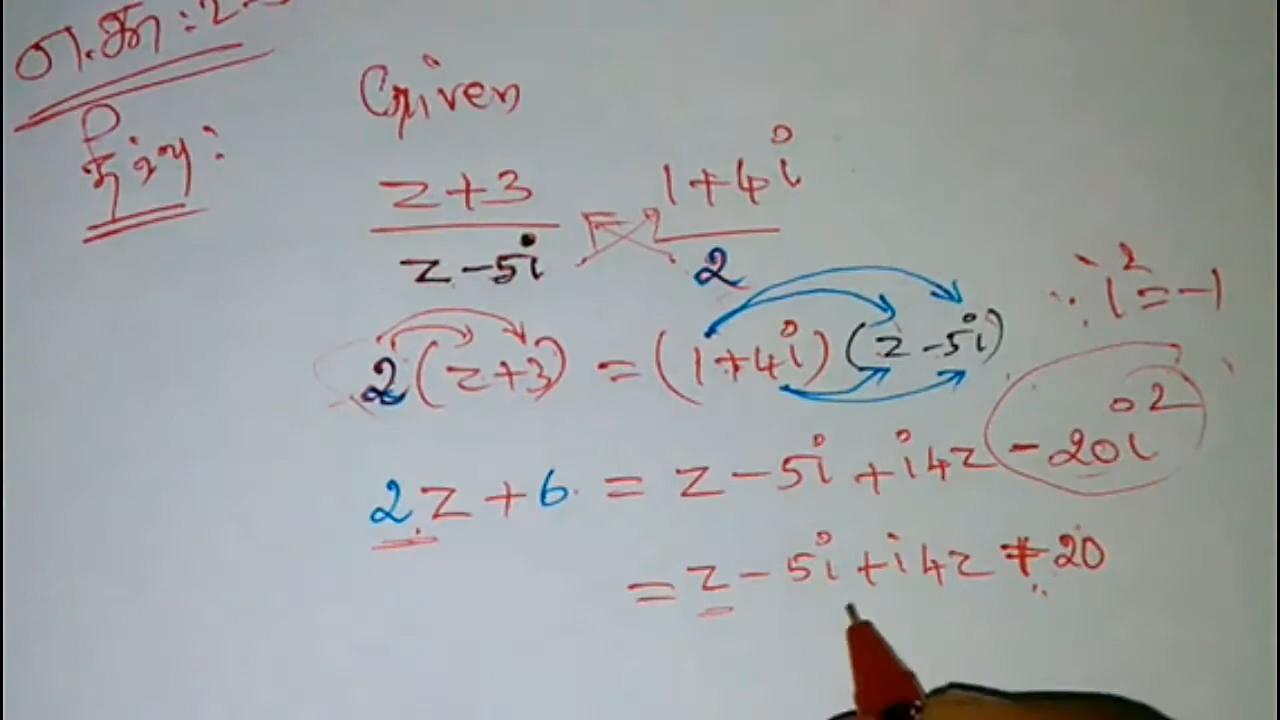 எ.கா:2
தீர்வு:
Given
z+3 1+4i
z-5i 2
2(z+3) = (1+4i)(z-5i) ∵ i²=-1
2z+6 = z-5i+i4z-20i²
= z-5i+i4z+20